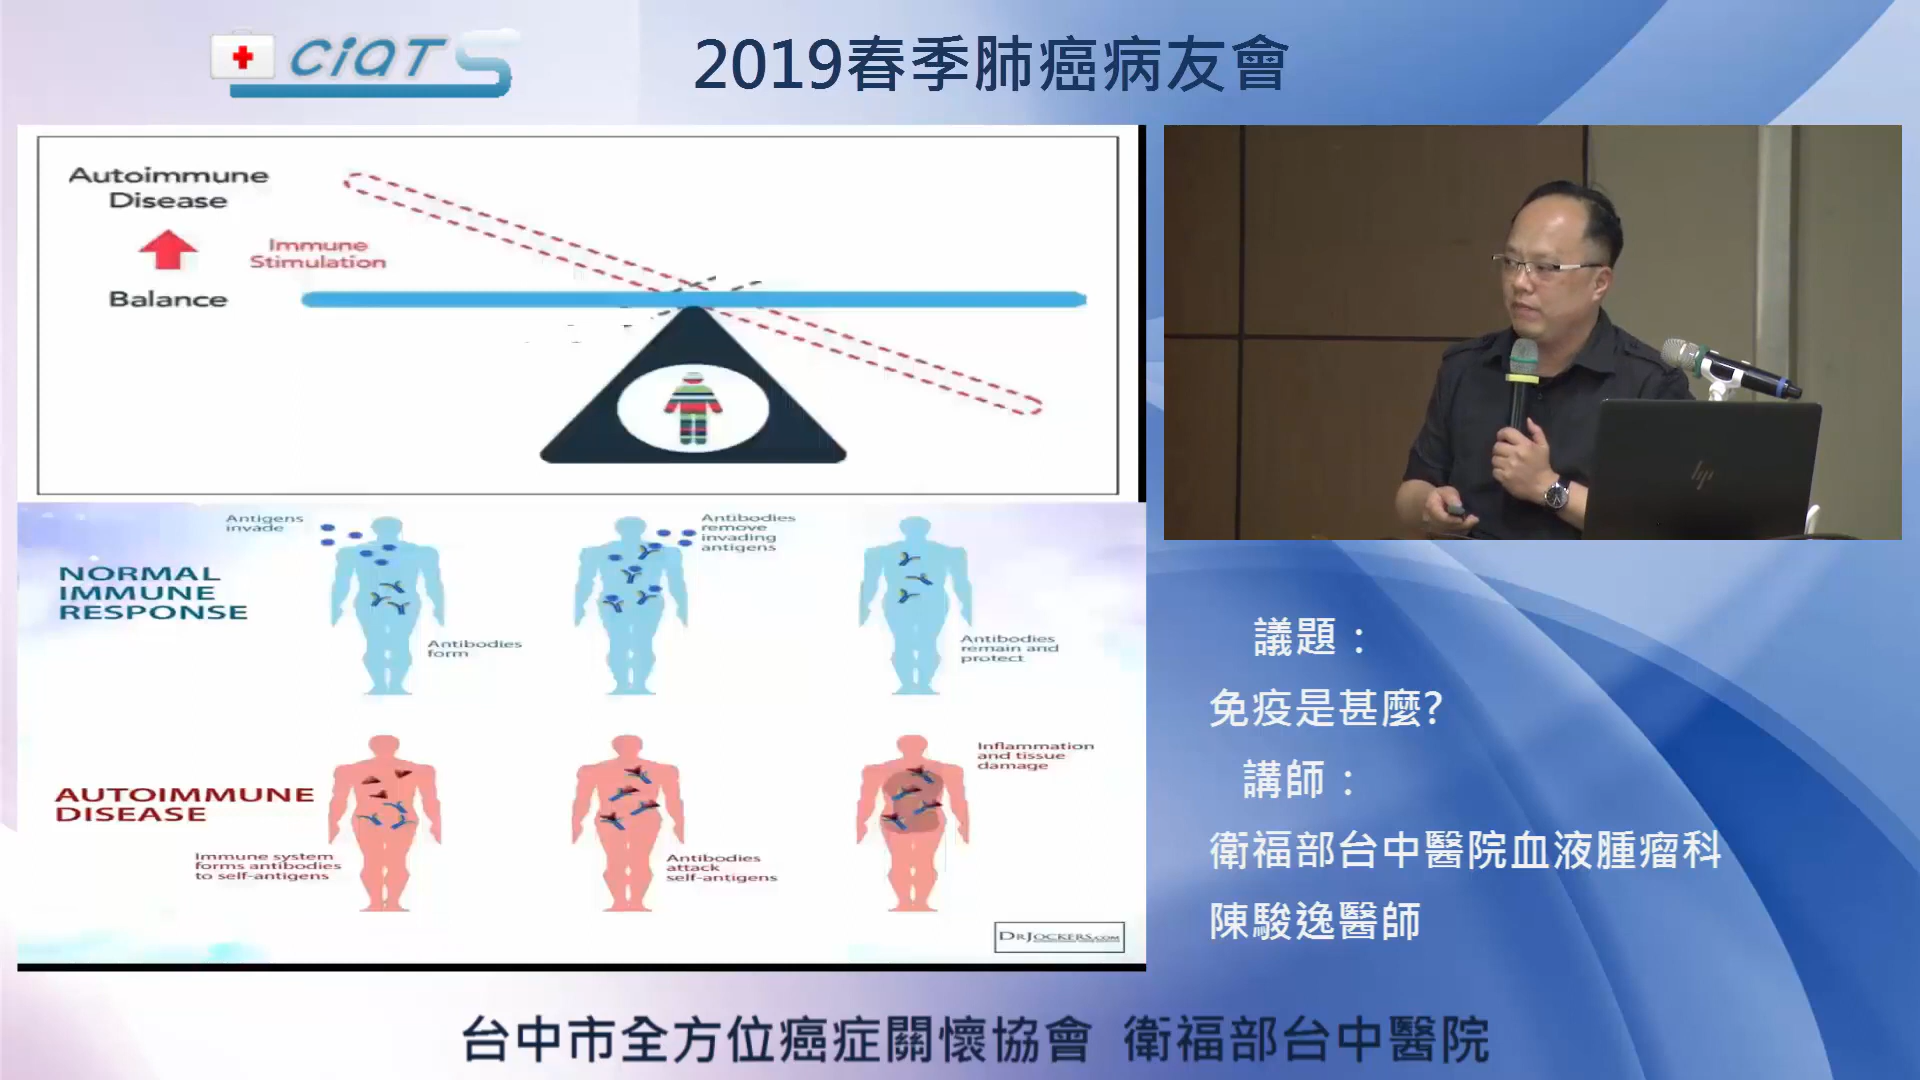 CiATS
2019春季肺癌病友會
Autoimmune
Disease
Immune
Stimulation
Balance
Antigens
invade
Antibodies
remove
invading
antigens
NORMAL
IMMUNE
RESPONSE
Antibodies
form
Antibodies
remain and
protect
Inflammation
and tissue
damage
AUTOIMMUNE
DISEASE
Immune system
forms antibodies
to self-antigens
Antibodies
attack
self-antigens
DRJOCKERS.COM
hp
議題：
免疫是甚麼?
講師：
衛福部台中醫院血液腫瘤科
陳駿逸醫師
台中市全方位癌症關懷協會 衛福部台中醫院